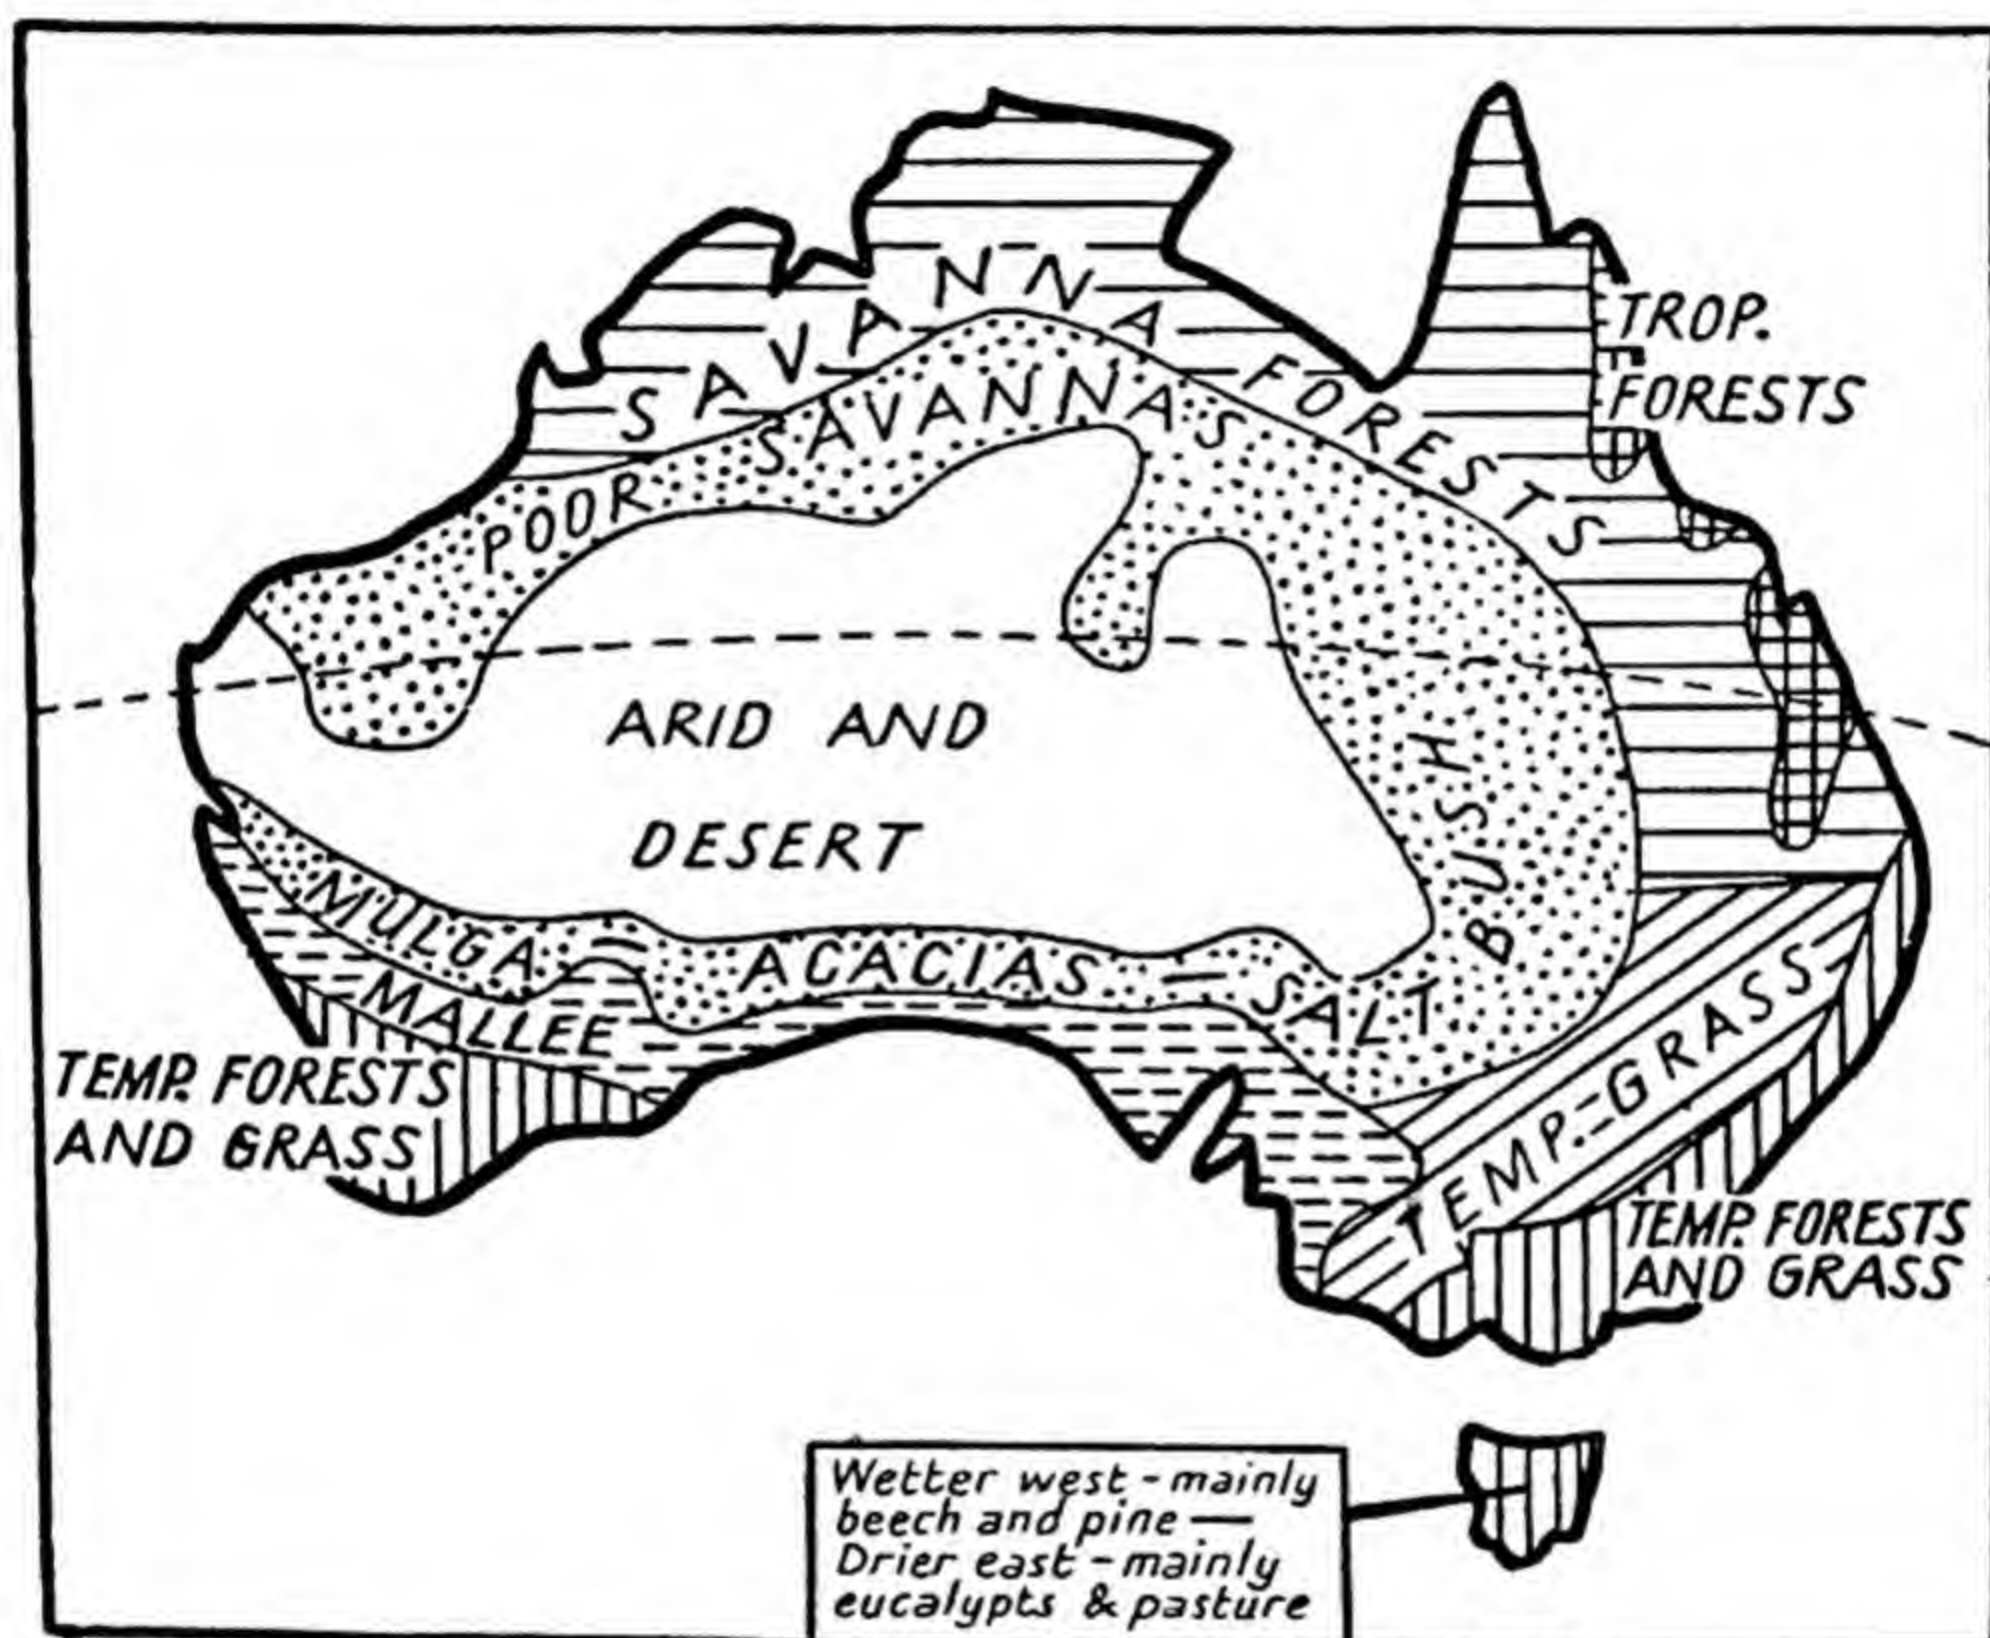 SAVANNA FORESTS
TROP.
FORESTS
POOR SAVANNAS
ARID AND
DESERT
MULGA = ACACIAS = SALT BUSH
MALLEE
TEMP. FORESTS
AND GRASS
TEMP.=GRASS
TEMP. FORESTS
AND GRASS
Wetter west - mainly
beech and pine —
Drier east - mainly
eucalypts & pasture